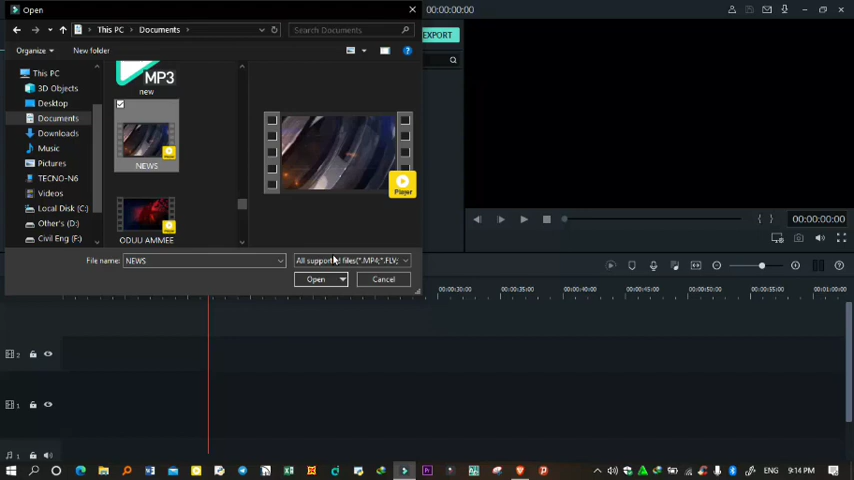 Open
00:00:00:00
This PC
Documents
Search Documents
EXPORT
Organize
New folder
This PC
3D Objects
Desktop
Documents
Downloads
Music
Pictures
TECNO-N6
Videos
Local Disk (C:)
Other's (D:)
Civil Eng (F:)
MP3
new
NEWS
ODUU AMMEE
Player
File name:
NEWS
All supported files(*.MP4;*.FLV;
Open
Cancel
00:00:00:00
00:00:30:00
00:00:35:00
00:00:40:00
00:00:45:00
00:00:50:00
00:00:55:00
00:01:00:00
2
1
1
ENG
9:14 PM